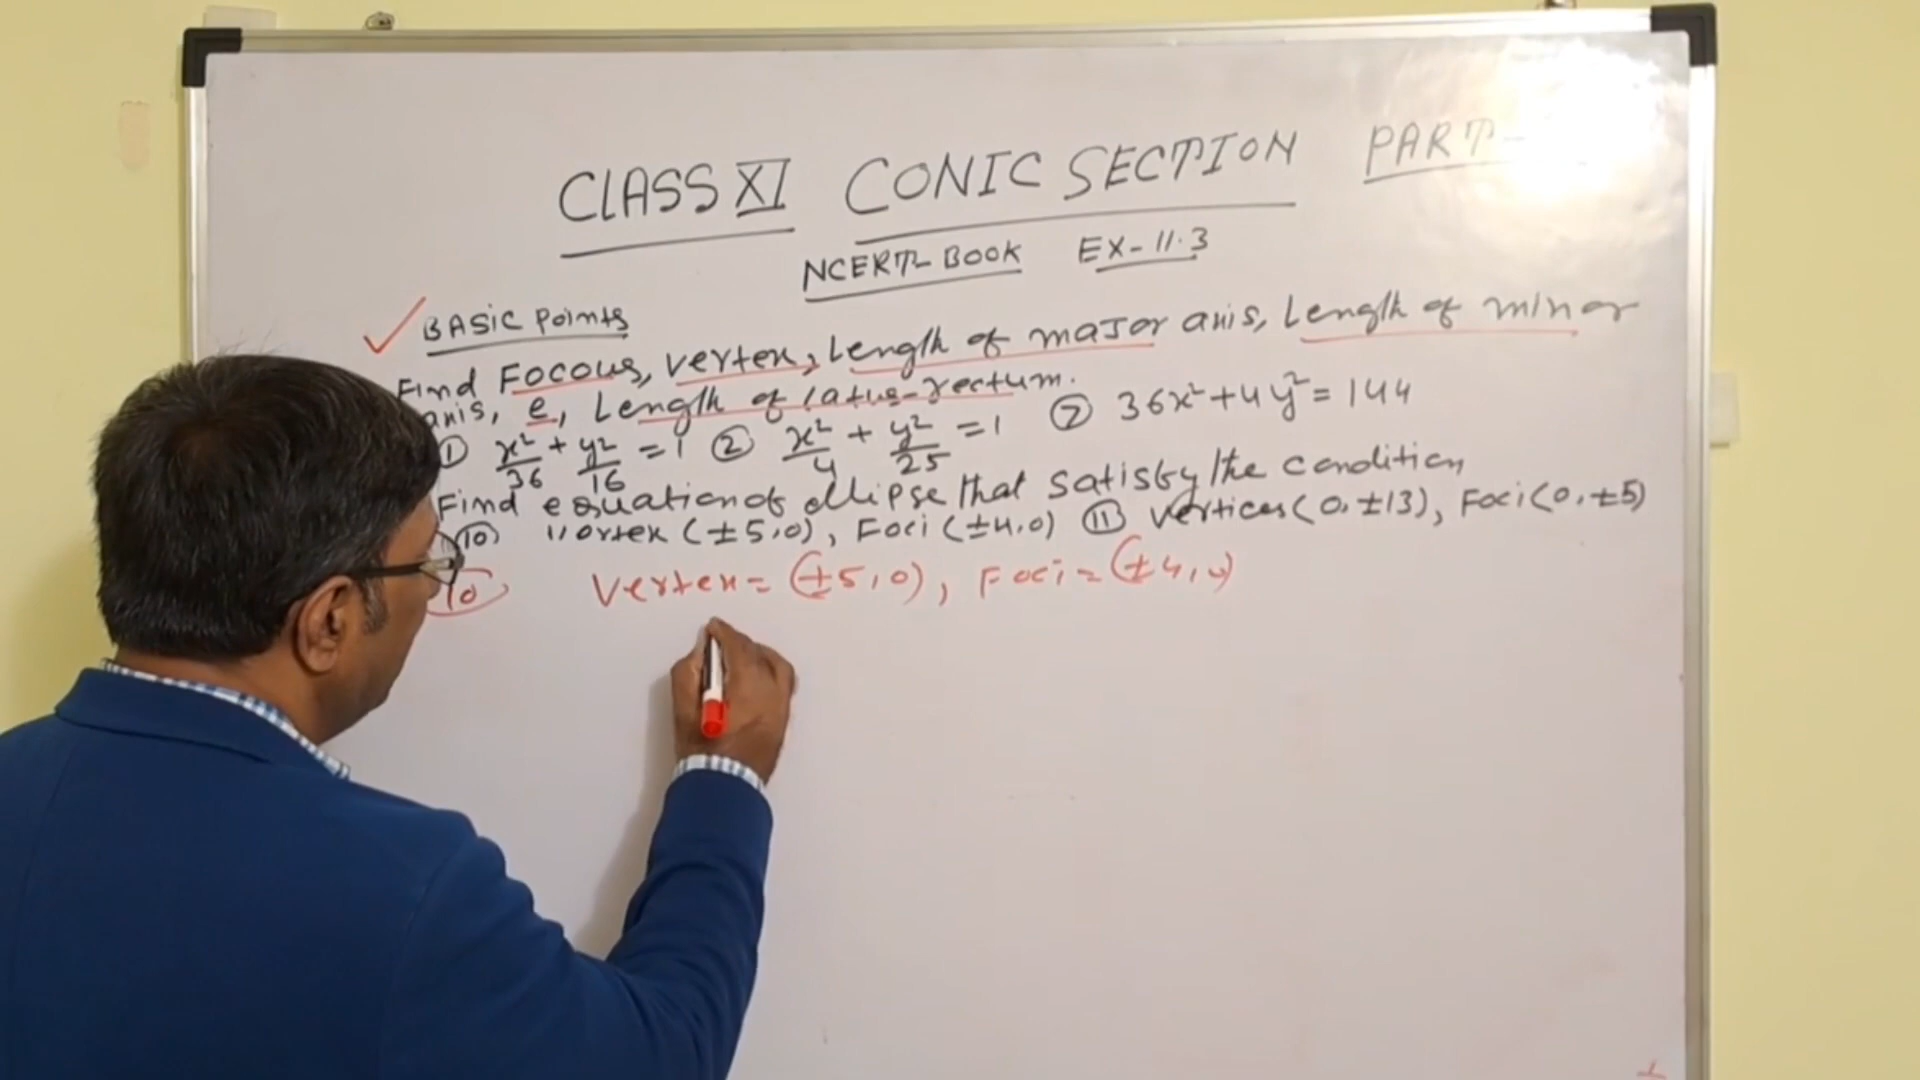 CLASS XI CONIC SECTION PART-
NCERT BOOK EX-11.3
✓ BASIC Points
Find Focous, vertex, Length of major axis, Length of minor
axis, e, Length of latus-rectum.
① x²/36 + y²/16 = 1 ② x²/4 + y²/25 = 1 ⑦ 36x² + 4y² = 144
Find equation of ellipse that satisfy the condition
⑩ vertex (±5,0), Foci (±4,0) ⑪ vertices (0, ±13), Foci (0, ±5)
10 Vertex = (±5,0), Foci = (±4,0)